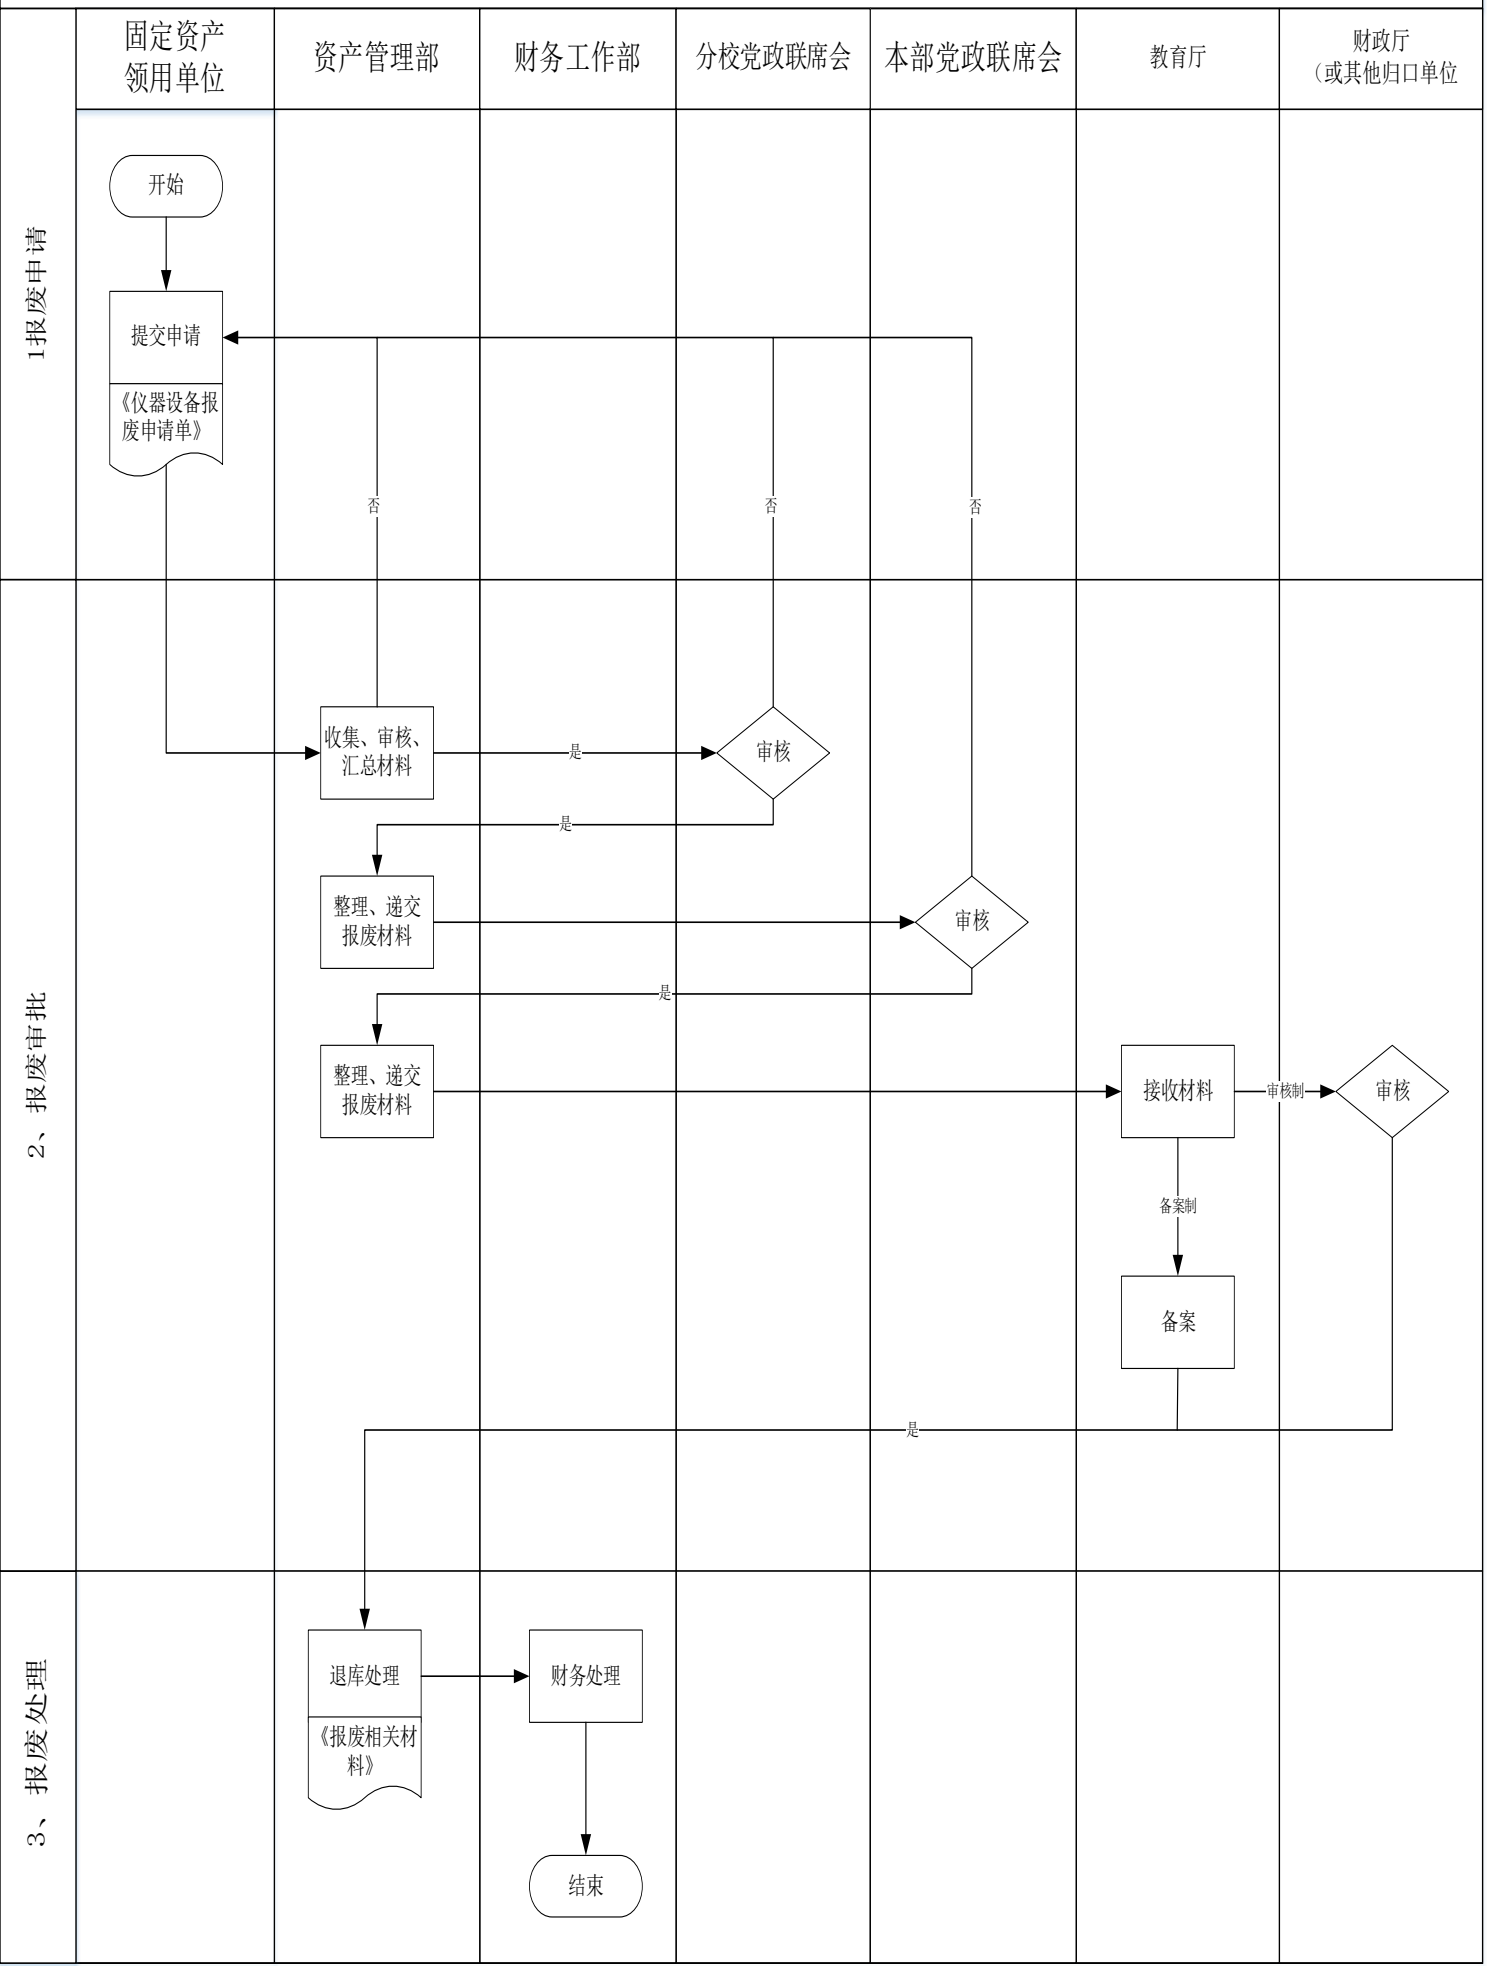 固定资产
领用单位
资产管理部
财务工作部
分校党政联席会
本部党政联席会
教育厅
财政厅
（或其他归口单位
1报废申请
开始
提交申请
《仪器设备报
废申请单》
否
否
否
2、报废审批
收集、审核、
汇总材料
是
审核
是
整理、递交
报废材料
审核
是
整理、递交
报废材料
接收材料
审核制
审核
备案制
备案
是
3、报废处理
退库处理
《报废相关材
料》
财务处理
结束